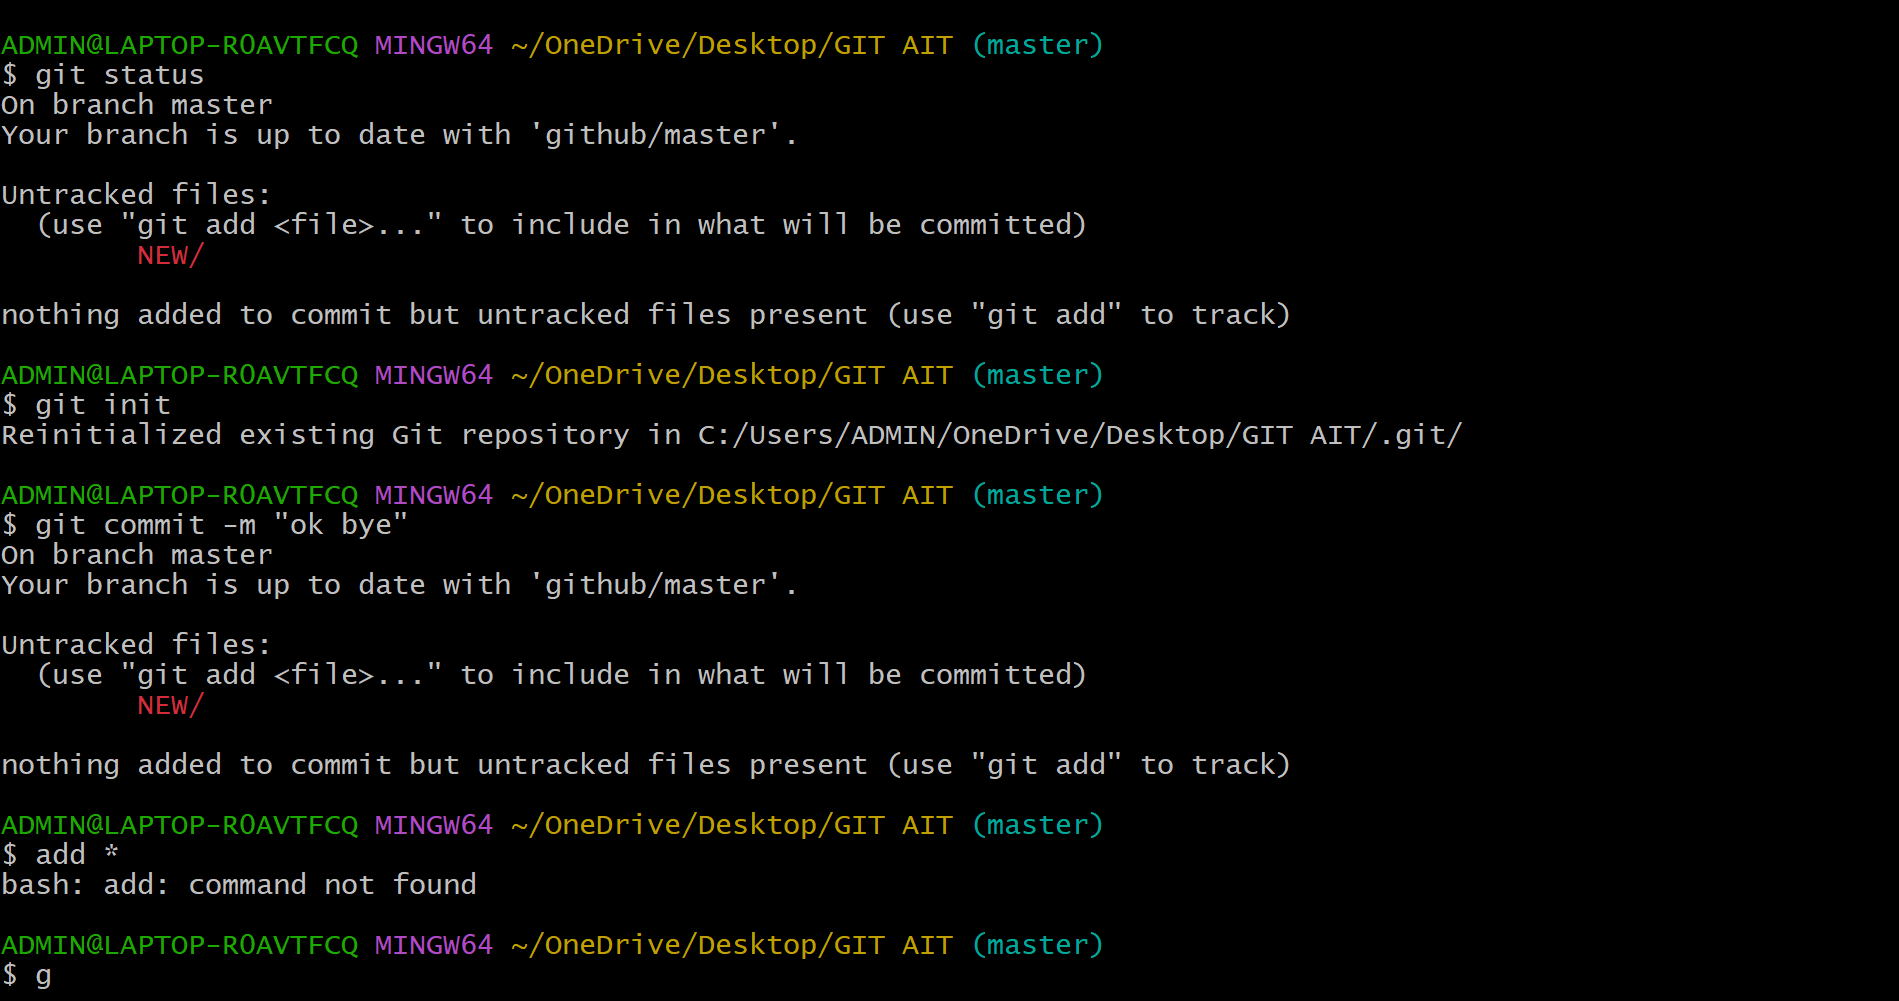 ADMIN@LAPTOP-R0AVTFCQ MINGW64 ~/OneDrive/Desktop/GIT AIT (master)
$ git status
On branch master
Your branch is up to date with 'github/master'.
Untracked files:
  (use "git add <file>..." to include in what will be committed)
        NEW/
nothing added to commit but untracked files present (use "git add" to track)
ADMIN@LAPTOP-R0AVTFCQ MINGW64 ~/OneDrive/Desktop/GIT AIT (master)
$ git init
Reinitialized existing Git repository in C:/Users/ADMIN/OneDrive/Desktop/GIT AIT/.git/
ADMIN@LAPTOP-R0AVTFCQ MINGW64 ~/OneDrive/Desktop/GIT AIT (master)
$ git commit -m "ok bye"
On branch master
Your branch is up to date with 'github/master'.
Untracked files:
  (use "git add <file>..." to include in what will be committed)
        NEW/
nothing added to commit but untracked files present (use "git add" to track)
ADMIN@LAPTOP-R0AVTFCQ MINGW64 ~/OneDrive/Desktop/GIT AIT (master)
$ add *
bash: add: command not found
ADMIN@LAPTOP-R0AVTFCQ MINGW64 ~/OneDrive/Desktop/GIT AIT (master)
$ g